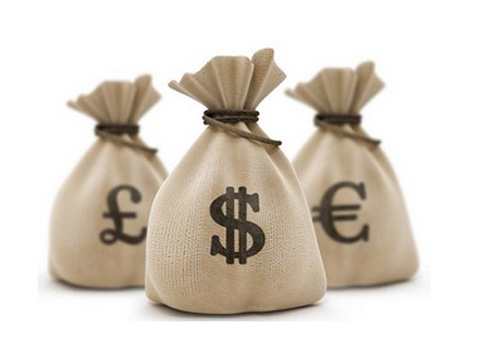 £ $ €